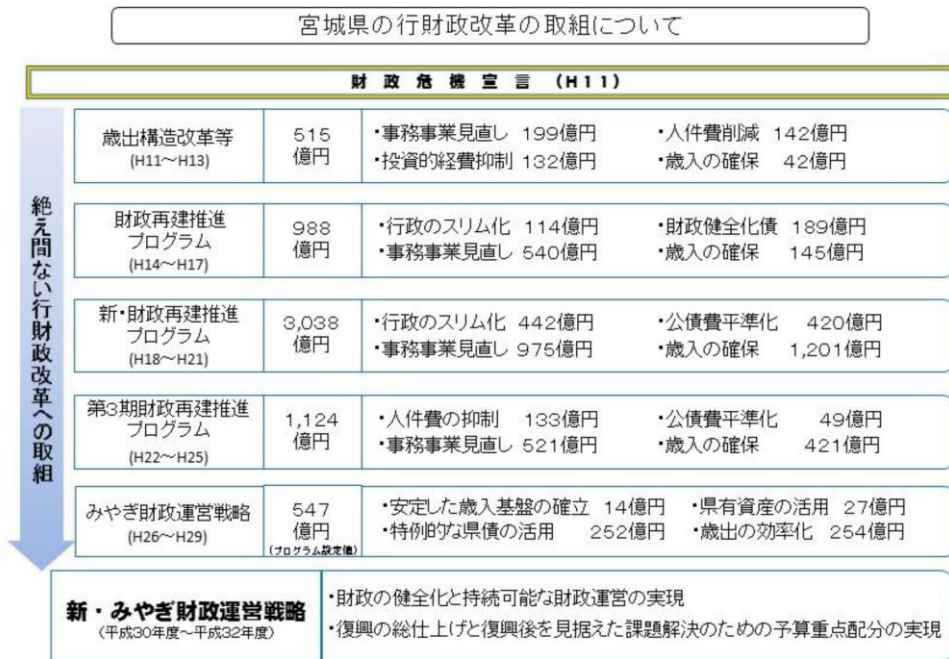 宮城県の行財政改革の取組について
財政危機宣言(H11)
絶え間ない行財政改革への取組
歳出構造改革等
(H11～H13)
515
億円
・事務事業見直し 199億円 ・人件費削減 142億円
・投資的経費抑制 132億円 ・歳入の確保 42億円
財政再建推進
プログラム
(H14～H17)
988
億円
・行政のスリム化 114億円 ・財政健全化債 189億円
・事務事業見直し 540億円 ・歳入の確保 145億円
新・財政再建推進
プログラム
(H18～H21)
3,038
億円
・行政のスリム化 442億円 ・公債費平準化 420億円
・事務事業見直し 975億円 ・歳入の確保 1,201億円
第3期財政再建推進
プログラム
(H22～H25)
1,124
億円
・人件費の抑制 133億円 ・公債費平準化 49億円
・事務事業見直し 521億円 ・歳入の確保 421億円
みやぎ財政運営戦略
(H26～H29)
547
億円
(プログラム設定値)
・安定した歳入基盤の確立 14億円 ・県有資産の活用 27億円
・特例的な県債の活用 252億円 ・歳出の効率化 254億円
新・みやぎ財政運営戦略
(平成30年度～平成32年度)
・財政の健全化と持続可能な財政運営の実現
・復興の総仕上げと復興後を見据えた課題解決のための予算重点配分の実現